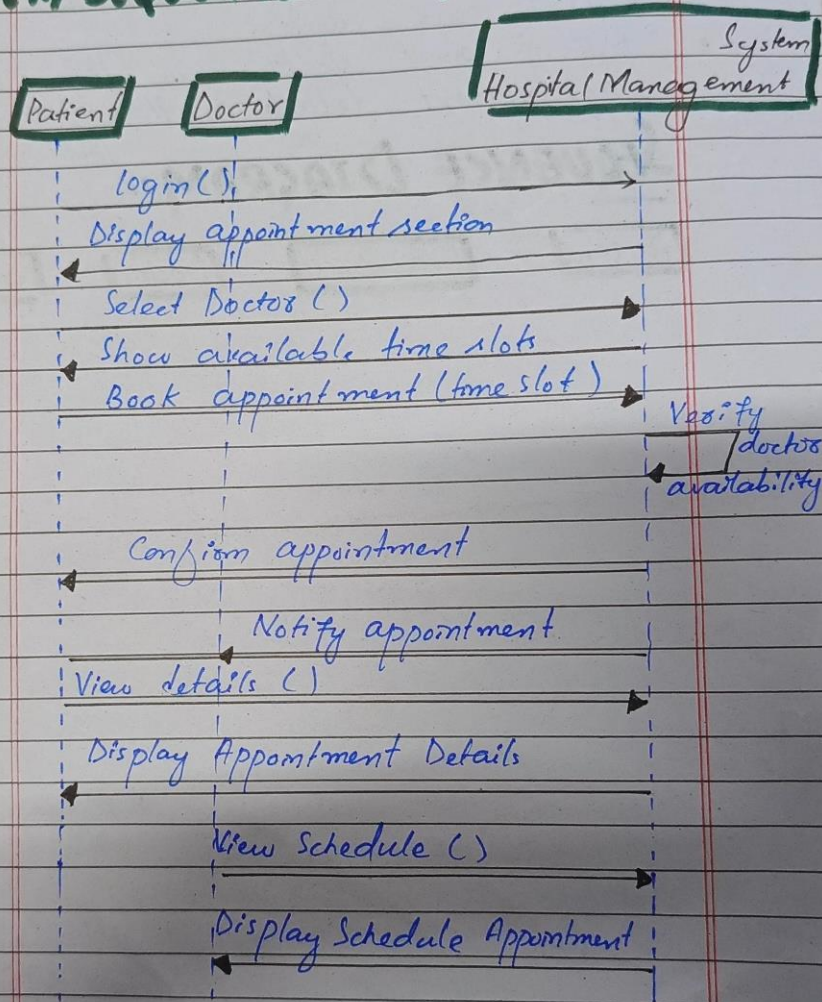 System
Hospital Management
Patient
Doctor
login()
Display appointment section
Select Doctor ()
Show available time slots
Book appointment (time slot)
Verify
doctor
availability
Confirm appointment
Notify appointment
View details ()
Display Appointment Details
View Schedule ()
Display Schedule Appointment